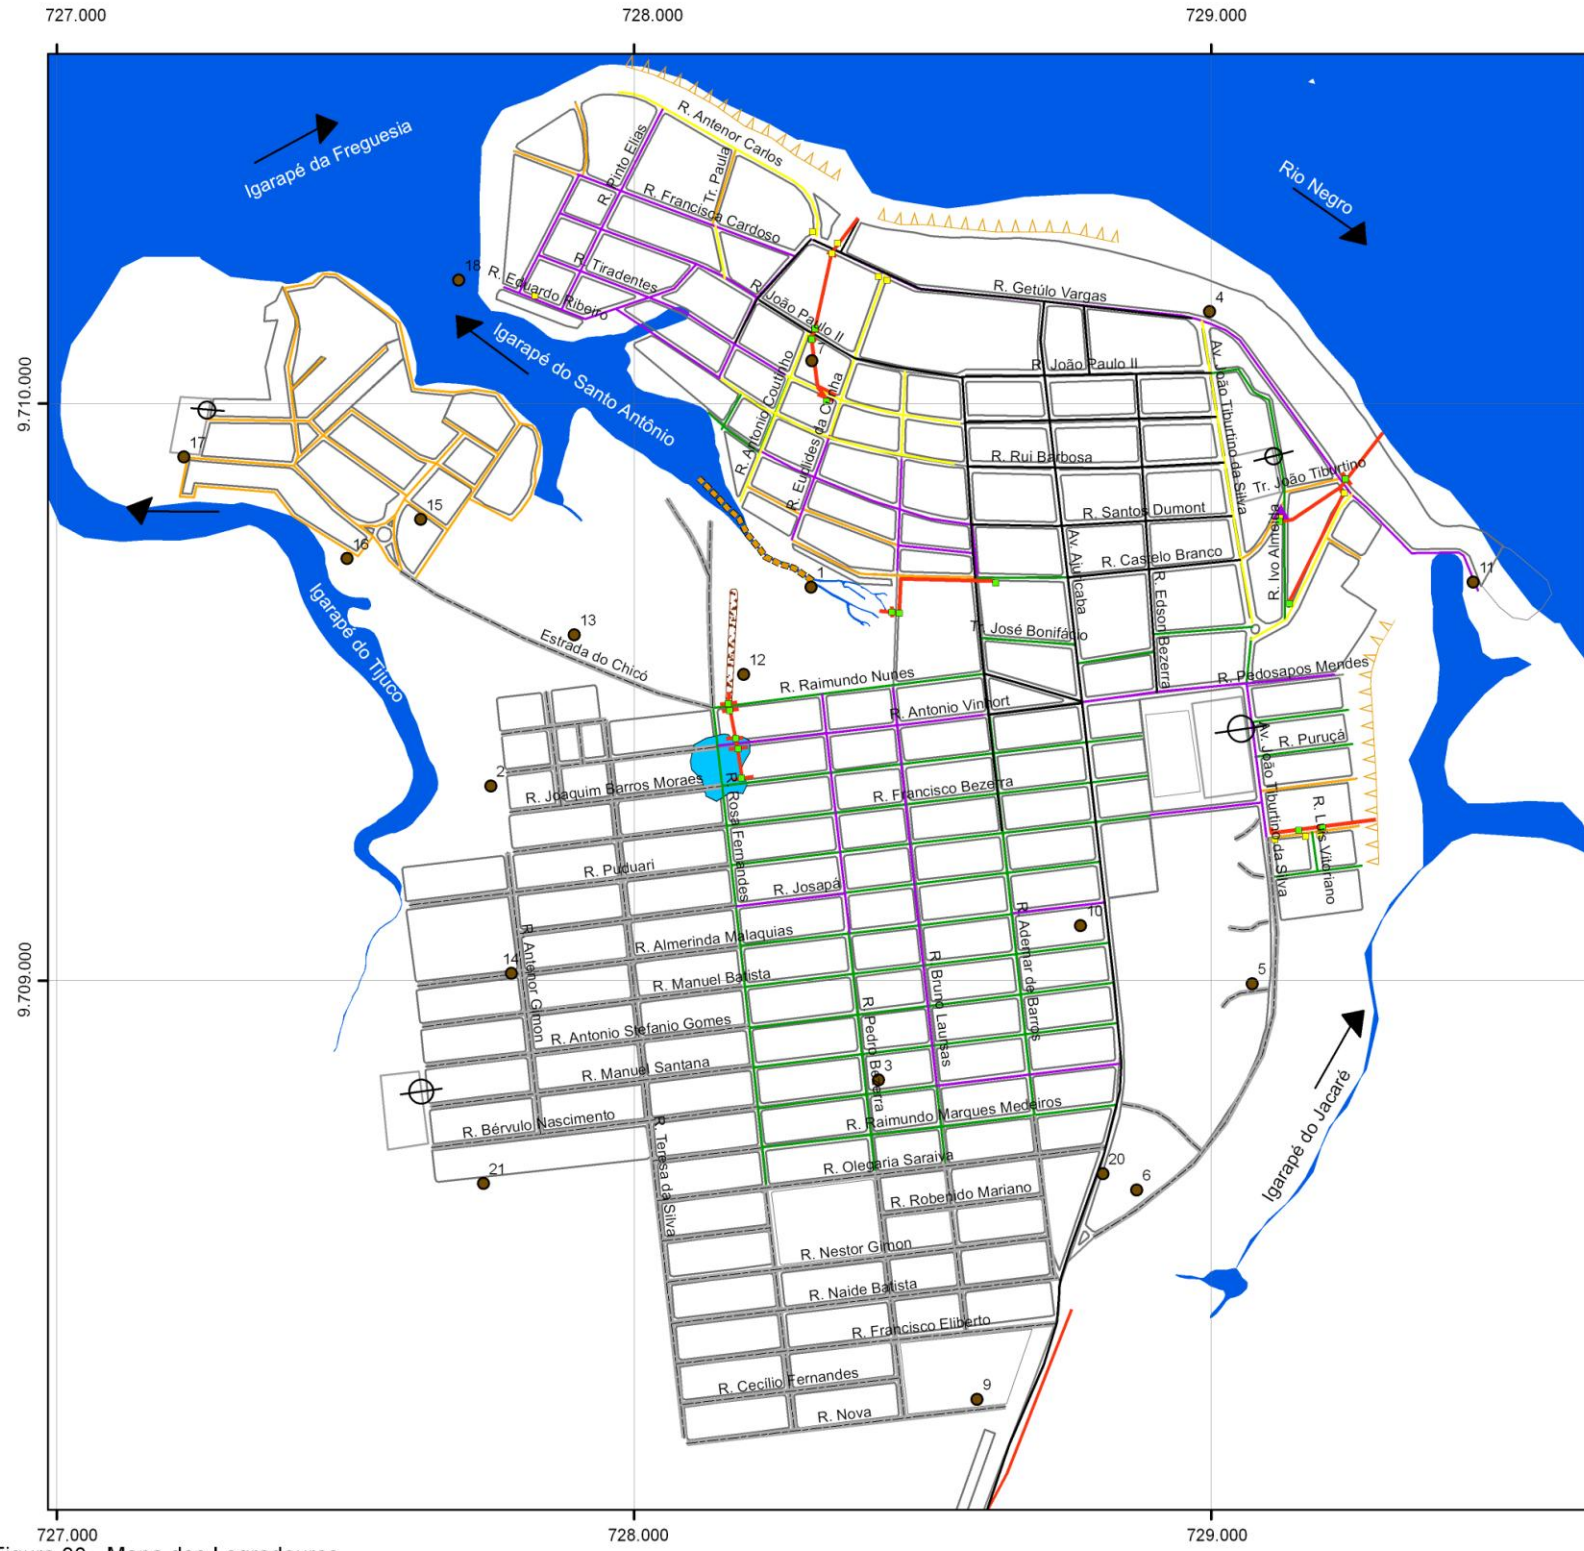 727.000
728.000
729.000
Igarapé da Freguesia
Rio Negro
R. Antenor Carlos
R. Pinto Elias
Tr. Paula
R. Francisca Cardoso
18
R. Tiradentes
R. Eduardo Ribeiro
R. João Paulo II
R. Getúlo Vargas
4
Igarapé do Santo Antônio
R. João Paulo II
9.710.000
R. Antonio Coutinho
R. Euclides da Cunha
Av. João Tiburtino da Silva
R. Rui Barbosa
Tr. João Tiburtino
17
15
R. Santos Dumont
R. Ivo Almeida
16
R. Castelo Branco
Av. Ajuricaba
R. Edson Bezerra
1
11
Igarapé do Tijuco
13
Estrada do Chicó
Tr. José Bonifácio
12
R. Raimundo Nunes
R. Pedosapos Mendes
R. Antonio Vinhort
Av. João Tiburtino da Silva
R. Puruçá
2
R. Joaquim Barros Moraes
R. Rosa Fernandes
R. Francisco Bezerra
R. Luis Vitoriano
R. Puduari
R. Josapá
10
R. Almerinda Malaquias
R. Ademar de Barros
R. Antenor Gimon
14
R. Manuel Batista
R. Bruno Laursas
5
9.709.000
R. Antonio Stefanio Gomes
R. Pedro Bezerra
R. Manuel Santana
3
Igarapé do Jacaré
R. Bérvulo Nascimento
R. Raimundo Marques Medeiros
R. Teresa da Silva
R. Olegaria Saraiva
21
20
6
R. Robenido Mariano
R. Nestor Gimon
R. Naide Batista
R. Francisco Eliberto
R. Cecilio Fernandes
9
R. Nova
727.000
728.000
729.000